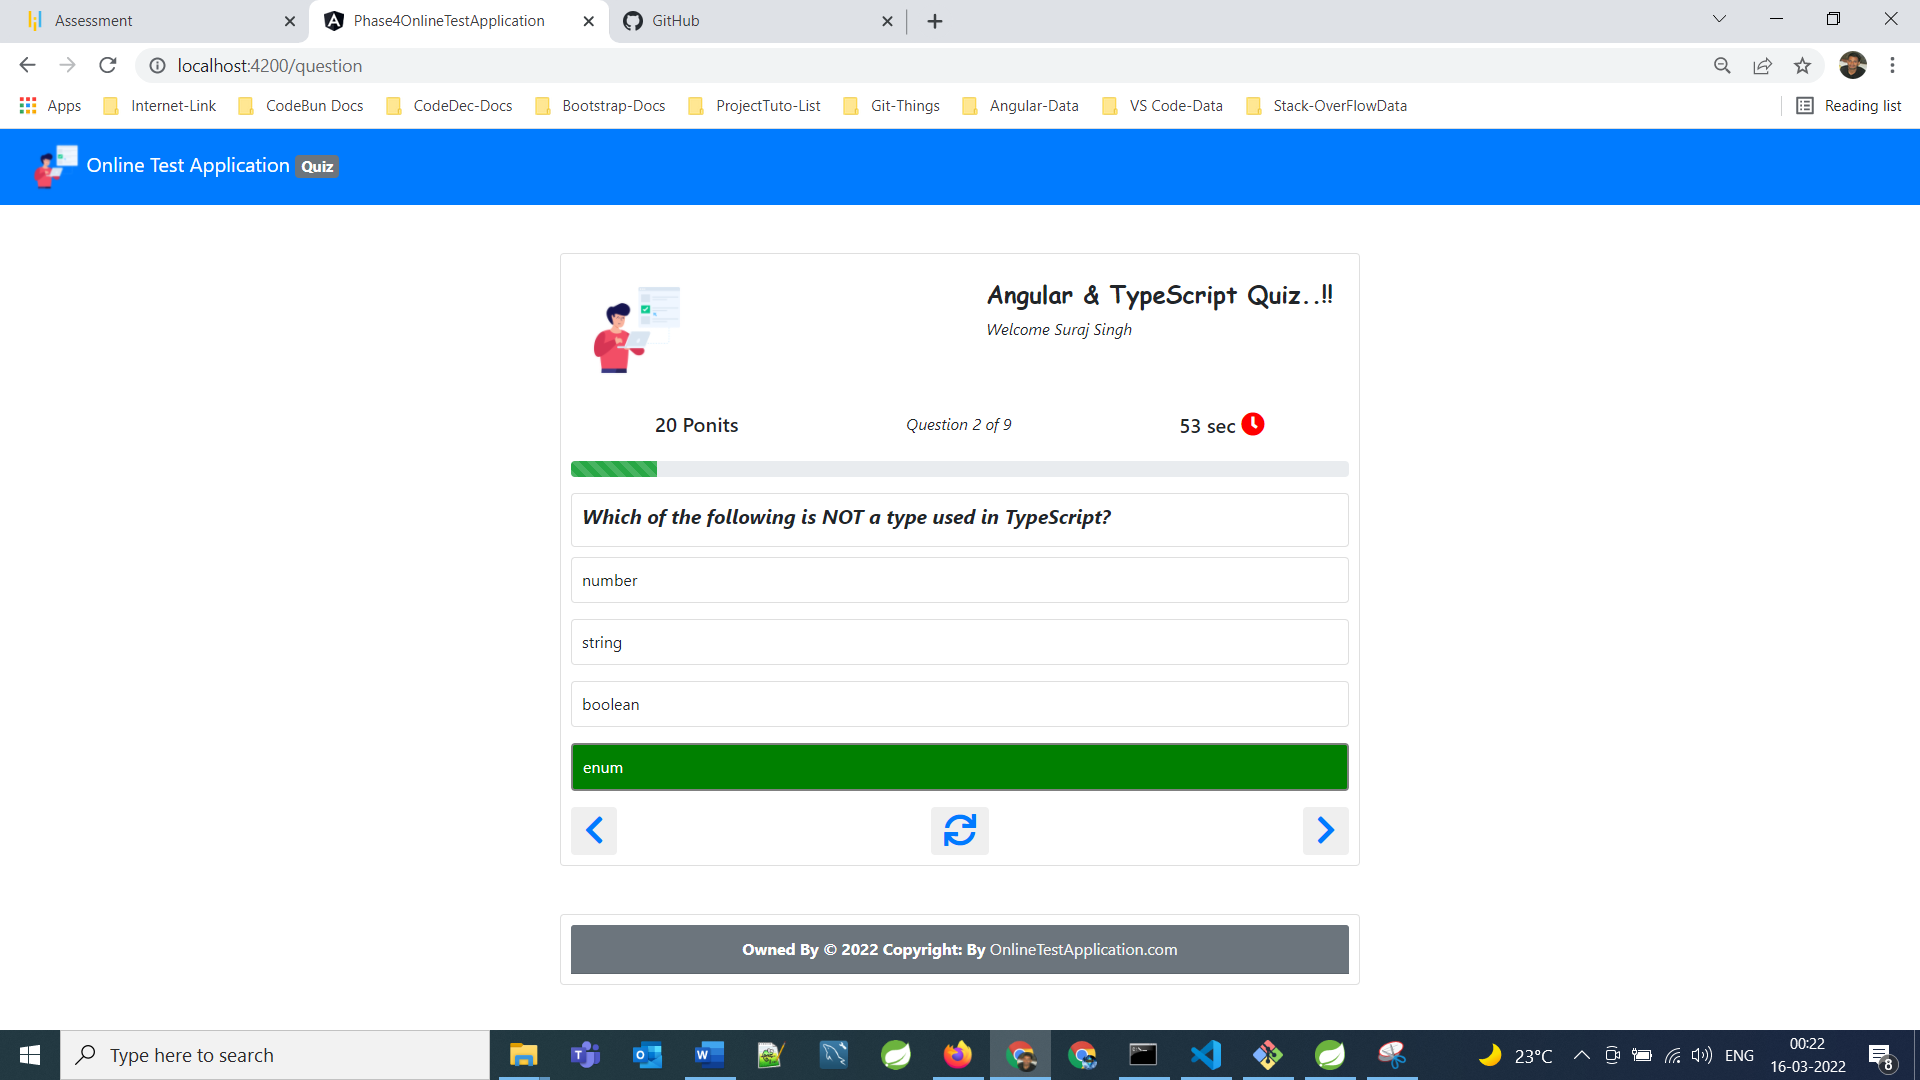 Assessment
Phase4OnlineTestApplication
GitHub
localhost:4200/question
Apps
Internet-Link
CodeBun Docs
CodeDec-Docs
Bootstrap-Docs
ProjectTuto-List
Git-Things
Angular-Data
VS Code-Data
Stack-OverFlowData
Reading list
Online Test Application Quiz
Angular & TypeScript Quiz..!!
Welcome Suraj Singh
20 Ponits
Question 2 of 9
53 sec
Which of the following is NOT a type used in TypeScript?
number
string
boolean
enum
Owned By © 2022 Copyright: By OnlineTestApplication.com
Type here to search
23°C
ENG
00:22
16-03-2022
8